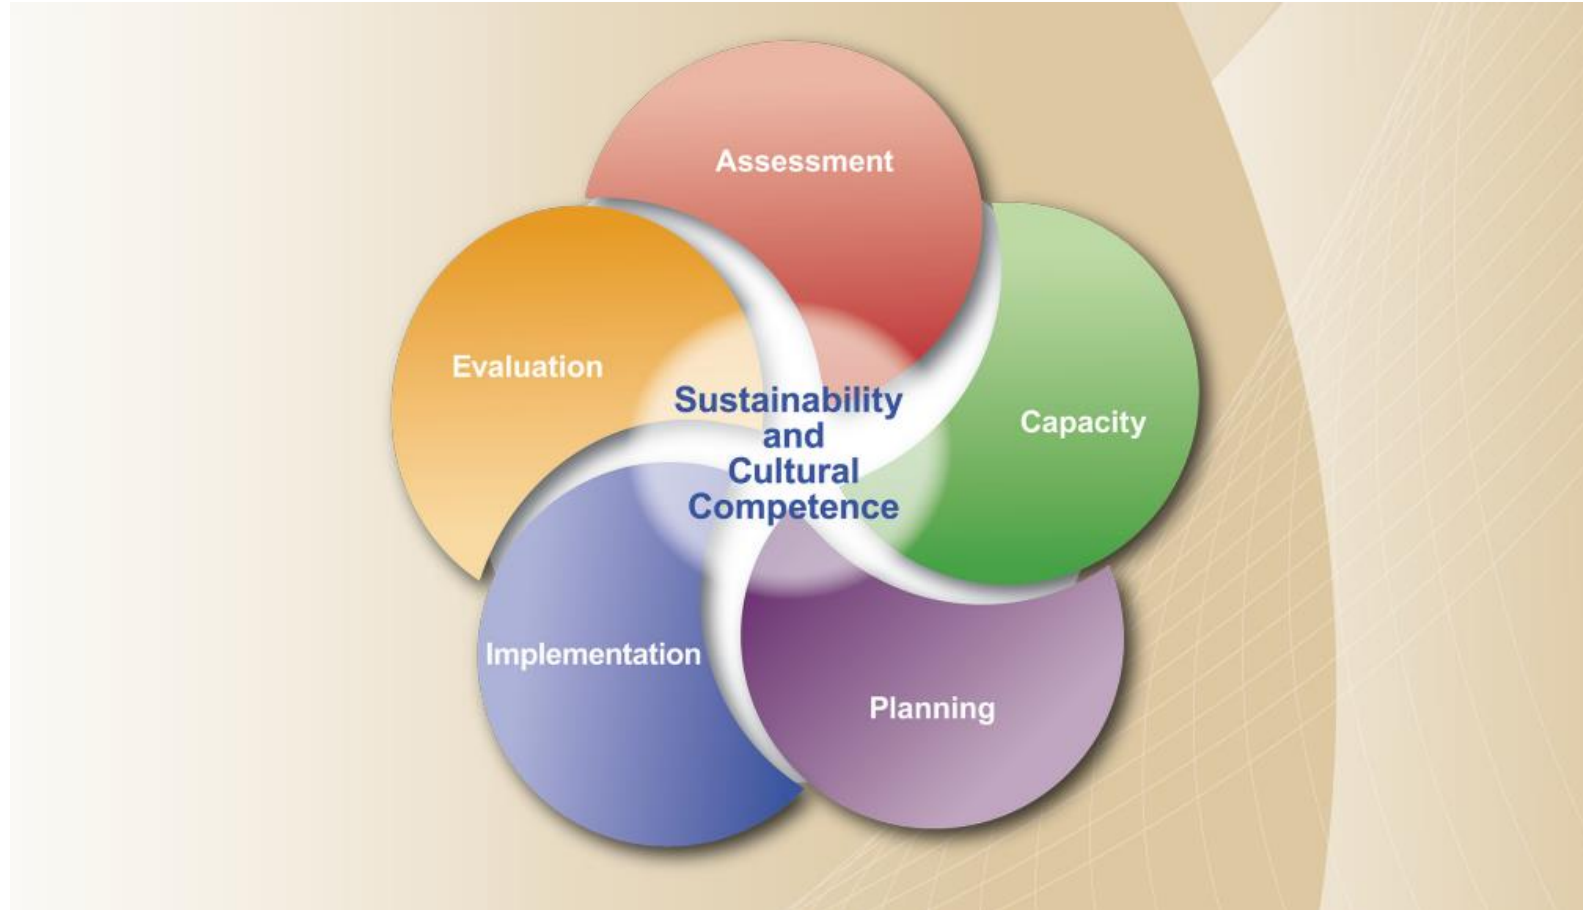 Assessment
Evaluation
Capacity
Sustainability
and
Cultural
Competence
Implementation
Planning